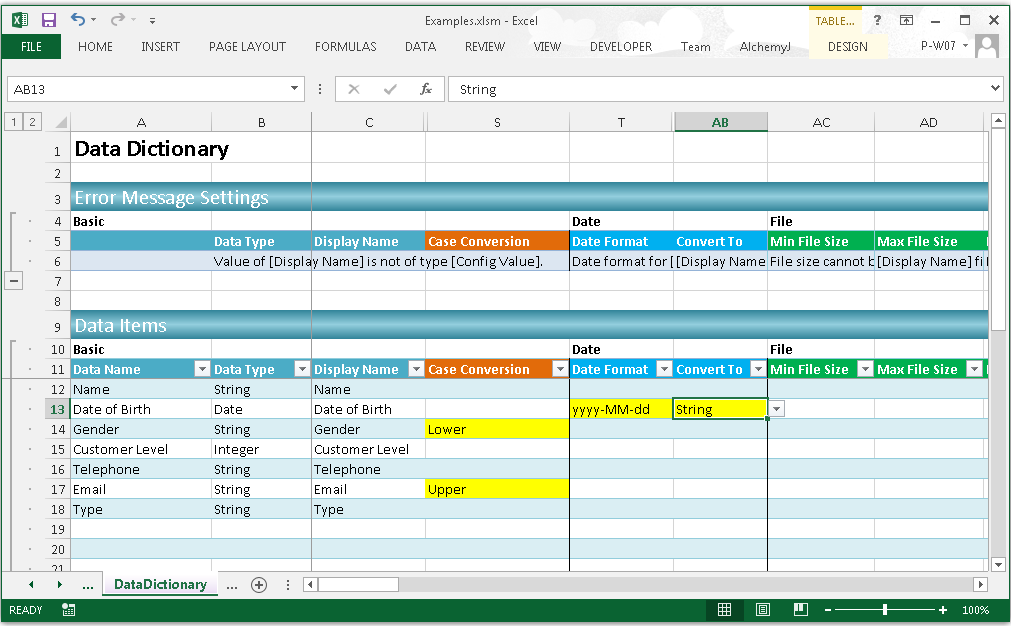 Examples.xlsm - Excel
TABLE... ?
FILE HOME INSERT PAGE LAYOUT FORMULAS DATA REVIEW VIEW DEVELOPER Team AlchemyJ DESIGN P-W07
AB13 fx String
1 2 A B C S T AB AC AD
1 Data Dictionary
2
3 Error Message Settings
4 Basic Date File
5 Data Type Display Name Case Conversion Date Format Convert To Min File Size Max File Size
6 Value of [Display Name] is not of type [Config Value]. Date format for [ [Display Name File size cannot b [Display Name] fi
7
8
9 Data Items
10 Basic Date File
11 Data Name Data Type Display Name Case Conversion Date Format Convert To Min File Size Max File Size
12 Name String Name
13 Date of Birth Date Date of Birth yyyy-MM-dd String
14 Gender String Gender Lower
15 Customer Level Integer Customer Level
16 Telephone String Telephone
17 Email String Email Upper
18 Type String Type
19
20
21
... DataDictionary ...
READY 100%